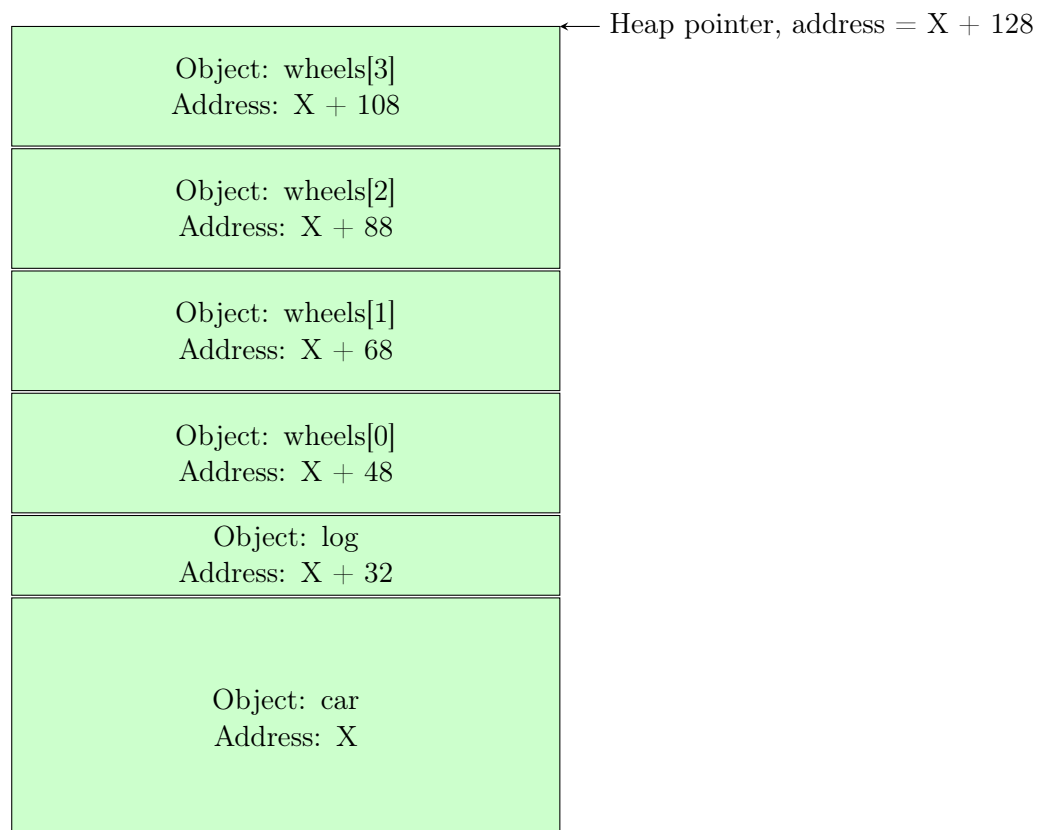 Heap pointer, address = X + 128
Object: wheels[3]
Address: X + 108
Object: wheels[2]
Address: X + 88
Object: wheels[1]
Address: X + 68
Object: wheels[0]
Address: X + 48
Object: log
Address: X + 32
Object: car
Address: X